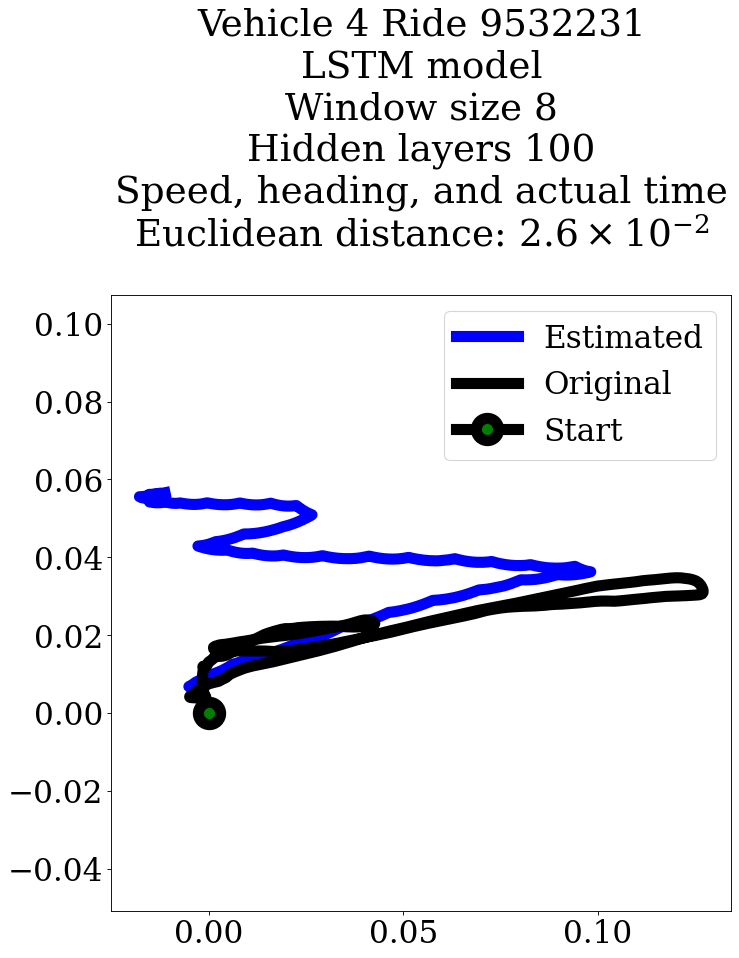 Vehicle 4 Ride 9532231
LSTM model
Window size 8
Hidden layers 100
Speed, heading, and actual time
Euclidean distance: 2.6 × 10⁻²
Estimated
Original
Start
0.10
0.08
0.06
0.04
0.02
0.00
−0.02
−0.04
0.00 0.05 0.10